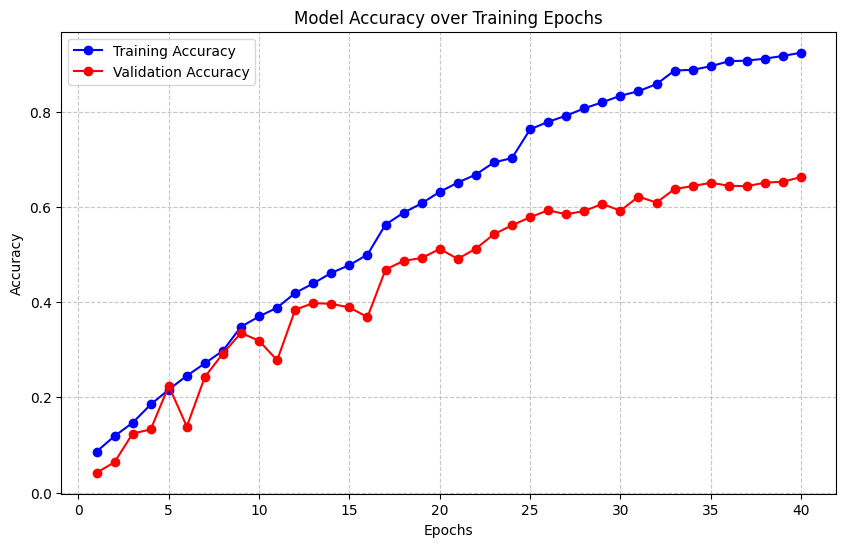 Model Accuracy over Training Epochs
Training Accuracy
Validation Accuracy
Accuracy
0.8
0.6
0.4
0.2
0.0
0 5 10 15 20 25 30 35 40
Epochs